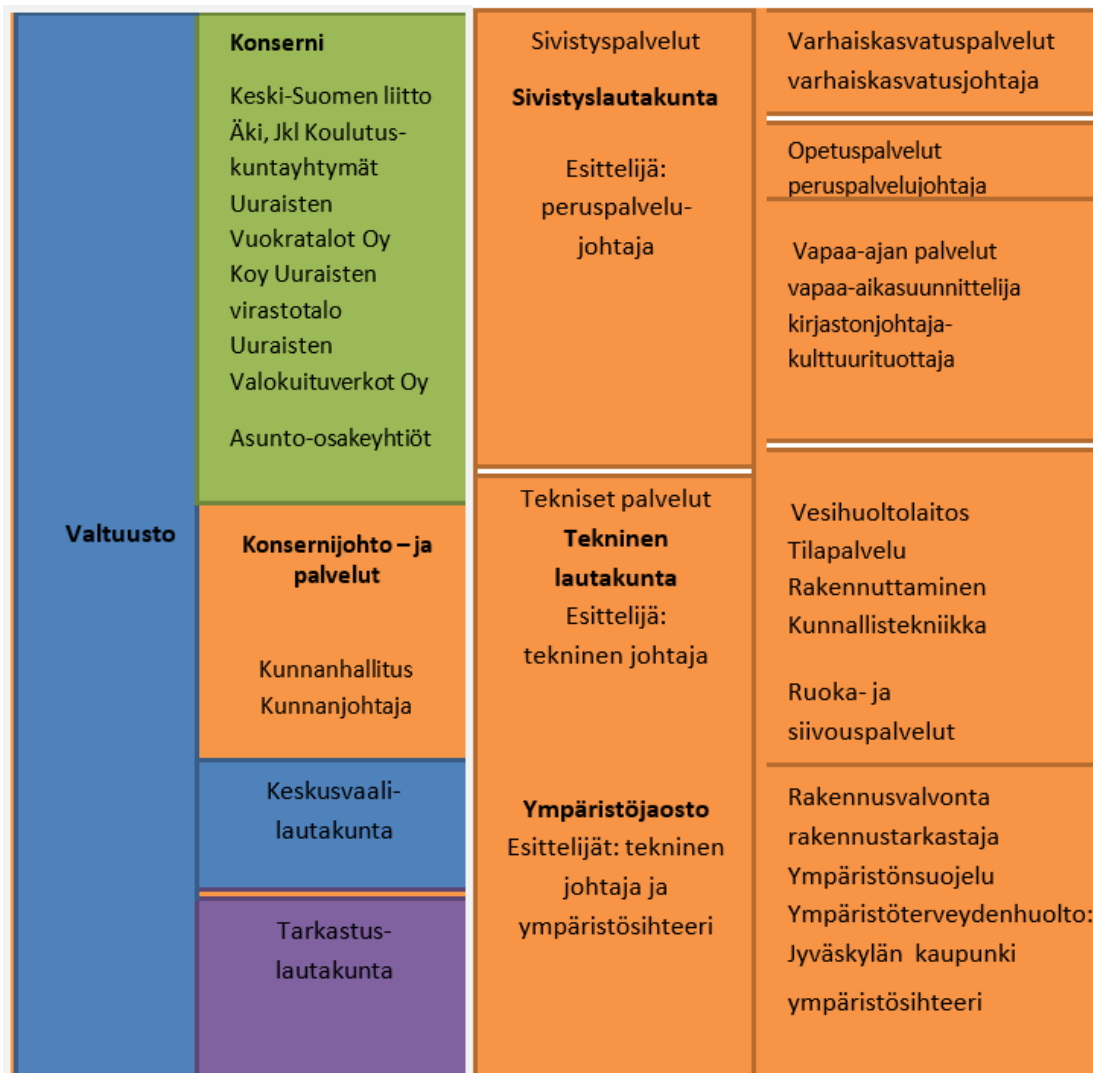 Valtuusto
Konserni
Keski-Suomen liitto
Äki, Jkl Koulutus-
kuntayhtymät
Uuraisten
Vuokratalot Oy
Koy Uuraisten
virastotalo
Uuraisten
Valokuituverkot Oy
Asunto-osakeyhtiöt
Konsernijohto – ja
palvelut
Kunnanhallitus
Kunnanjohtaja
Keskusvaali-
lautakunta
Tarkastus-
lautakunta
Sivistyspalvelut
Sivistyslautakunta
Esittelijä:
peruspalvelu-
johtaja
Tekniset palvelut
Tekninen
lautakunta
Esittelijä:
tekninen johtaja
Ympäristöjaosto
Esittelijät: tekninen
johtaja ja
ympäristösihteeri
Varhaiskasvatuspalvelut
varhaiskasvatusjohtaja
Opetuspalvelut
peruspalvelujohtaja
Vapaa-ajan palvelut
vapaa-aikasuunnittelija
kirjastonjohtaja-
kulttuurituottaja
Vesihuoltolaitos
Tilapalvelu
Rakennuttaminen
Kunnallistekniikka
Ruoka- ja
siivouspalvelut
Rakennusvalvonta
rakennustarkastaja
Ympäristönsuojelu
Ympäristöterveydenhuolto:
Jyväskylän kaupunki
ympäristösihteeri